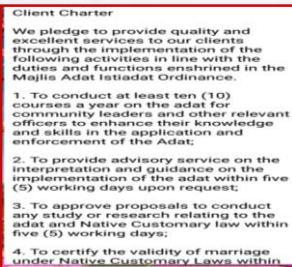 Client Charter
We pledge to provide quality and
excellent services to our clients
through the implementation of the
following activities in line with the
duties and functions enshrined in the
Majlis Adat Istiadat Ordinance.
1. To conduct at least ten (10)
courses a year on the adat for
community leaders and other relevant
officers to enhance their knowledge
and skills in the application and
enforcement of the Adat;
2. To provide advisory service on the
interpretation and guidance on the
implementation of the adat within five
(5) working days upon request;
3. To approve proposals to conduct
any study or research relating to the
adat and Native Customary law within
five (5) working days;
4. To certify the validity of marriage
under Native Customary Laws within